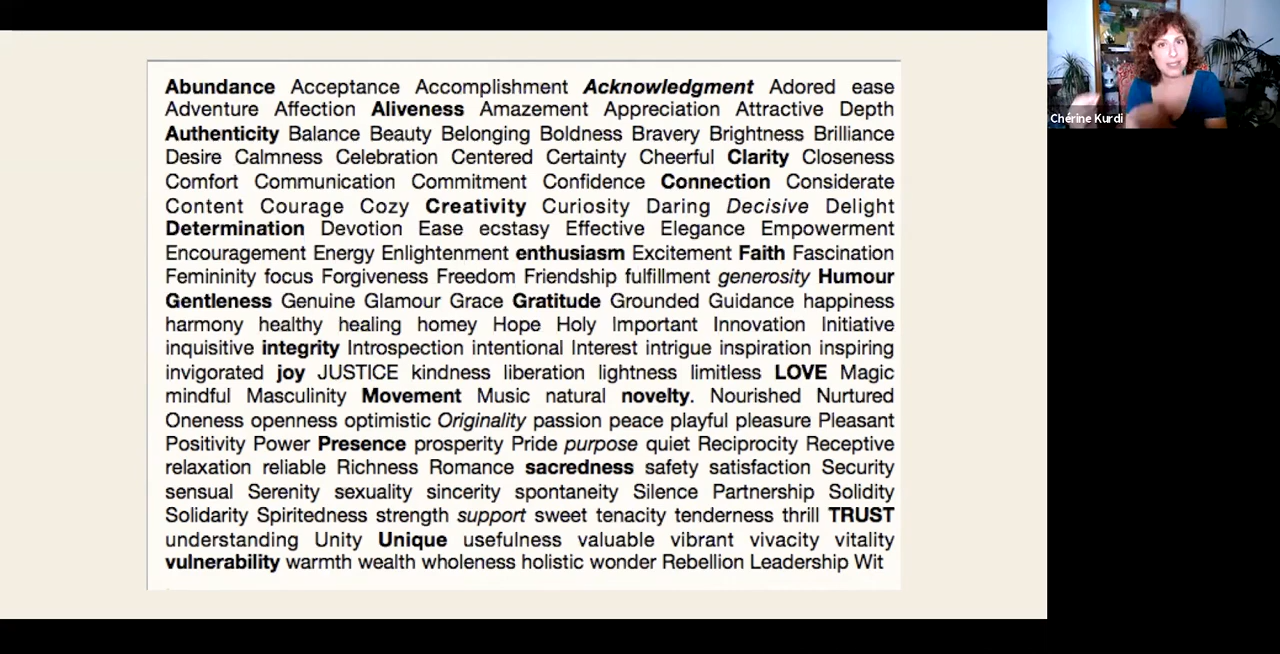 Abundance Acceptance Accomplishment Acknowledgment Adored ease
Adventure Affection Aliveness Amazement Appreciation Attractive Depth
Authenticity Balance Beauty Belonging Boldness Bravery Brightness Brilliance
Desire Calmness Celebration Centered Certainty Cheerful Clarity Closeness
Comfort Communication Commitment Confidence Connection Considerate
Content Courage Cozy Creativity Curiosity Daring Decisive Delight
Determination Devotion Ease ecstasy Effective Elegance Empowerment
Encouragement Energy Enlightenment enthusiasm Excitement Faith Fascination
Femininity focus Forgiveness Freedom Friendship fulfillment generosity Humour
Gentleness Genuine Glamour Grace Gratitude Grounded Guidance happiness
harmony healthy healing homey Hope Holy Important Innovation Initiative
inquisitive integrity Introspection intentional Interest intrigue inspiration inspiring
invigorated joy JUSTICE kindness liberation lightness limitless LOVE Magic
mindful Masculinity Movement Music natural novelty. Nourished Nurtured
Oneness openness optimistic Originality passion peace playful pleasure Pleasant
Positivity Power Presence prosperity Pride purpose quiet Reciprocity Receptive
relaxation reliable Richness Romance sacredness safety satisfaction Security
sensual Serenity sexuality sincerity spontaneity Silence Partnership Solidity
Solidarity Spiritedness strength support sweet tenacity tenderness thrill TRUST
understanding Unity Unique usefulness valuable vibrant vivacity vitality
vulnerability warmth wealth wholeness holistic wonder Rebellion Leadership Wit
Chérine Kurdi